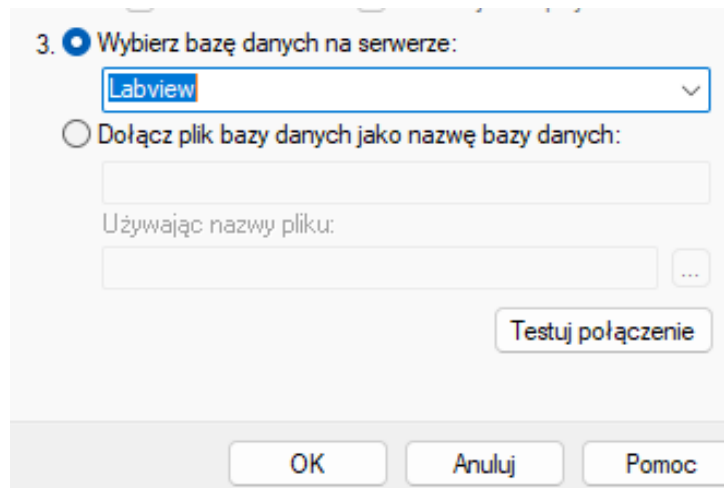 3. Wybierz bazę danych na serwerze:
Labview
Dołącz plik bazy danych jako nazwę bazy danych:
Używając nazwy pliku:
...
Testuj połączenie
OK Anuluj Pomoc